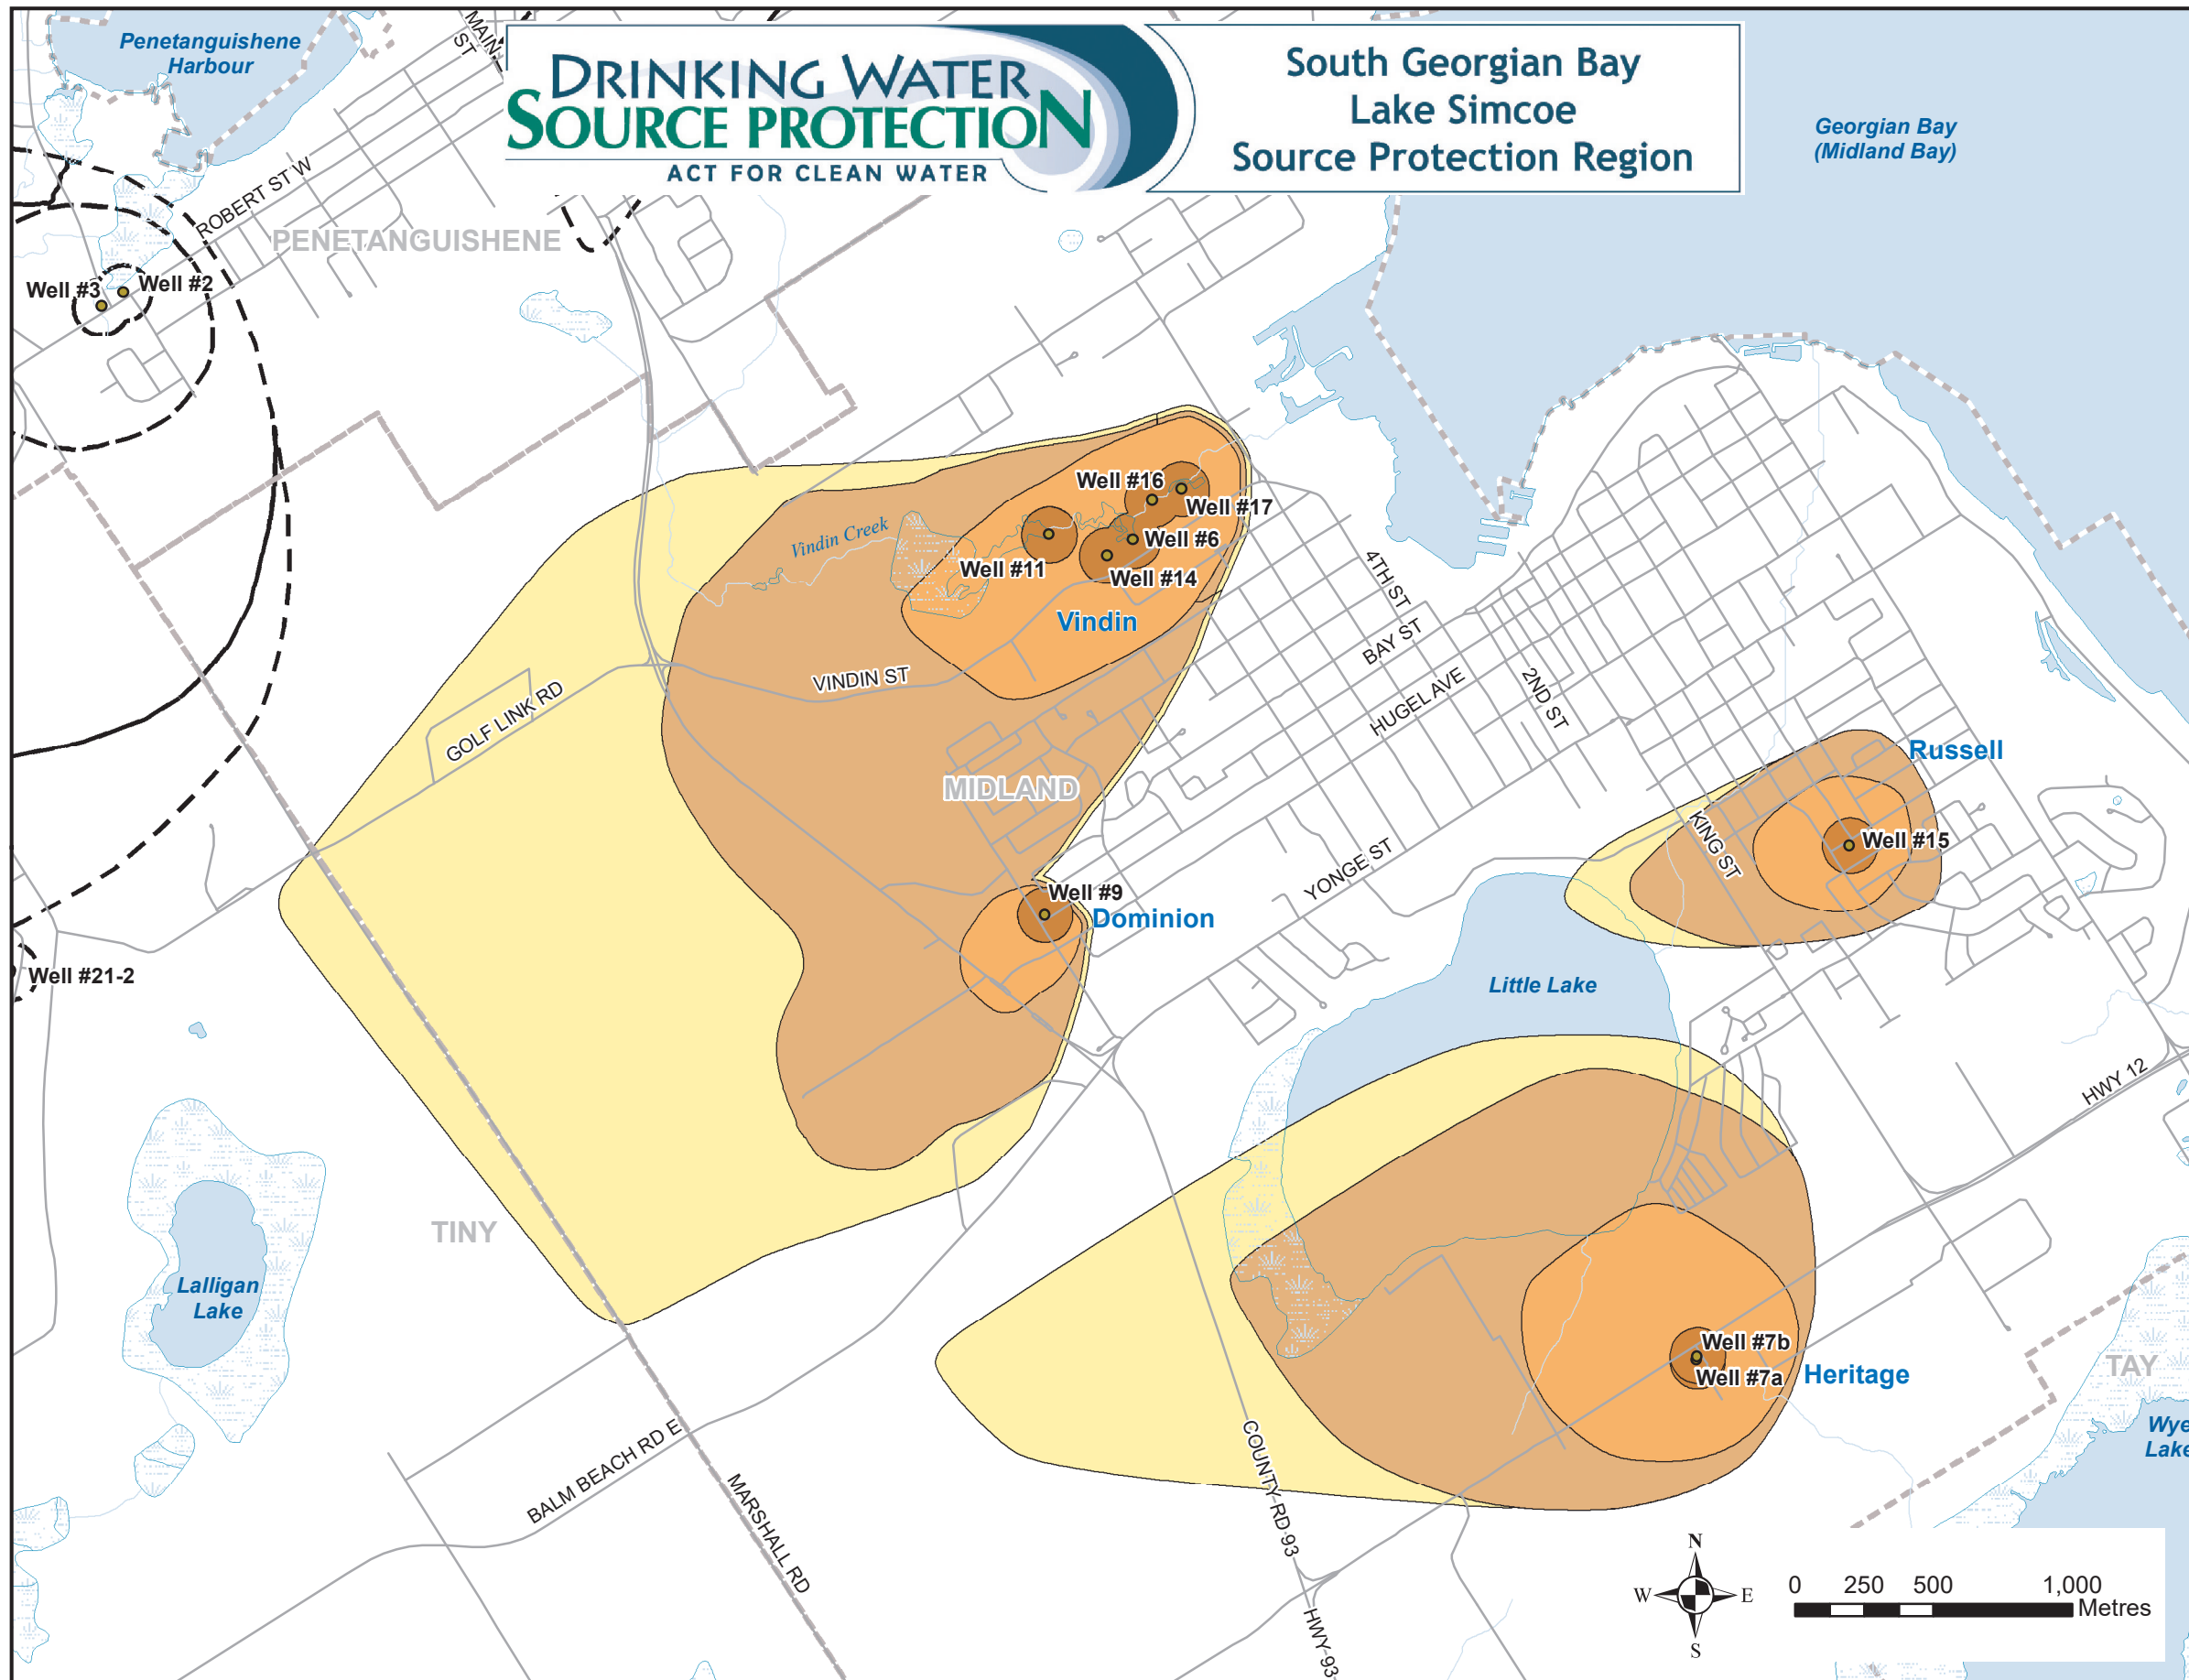 Penetanguishene
Harbour
MAIN
ST
DRINKING WATER
SOURCE PROTECTION
ACT FOR CLEAN WATER
South Georgian Bay
Lake Simcoe
Source Protection Region
Georgian Bay
(Midland Bay)
ROBERT ST W
PENETANGUISHENE
Well #3
Well #2
Well #16
Well #17
Vindin Creek
Well #6
Well #11
Well #14
Vindin
4TH ST
BAY ST
VINDIN ST
HUGEL AVE
2ND ST
GOLF LINK RD
Russell
MIDLAND
KING ST
Well #15
YONGE ST
Well #9
Dominion
Well #21-2
Little Lake
HWY 12
TINY
Lalligan
Lake
Well #7b
Well #7a
Heritage
TAY
Wye
Lake
BALM BEACH RD E
MARSHALL RD
COUNTY RD 93
HWY 93
N
W
E
S
0 250 500 1,000
Metres